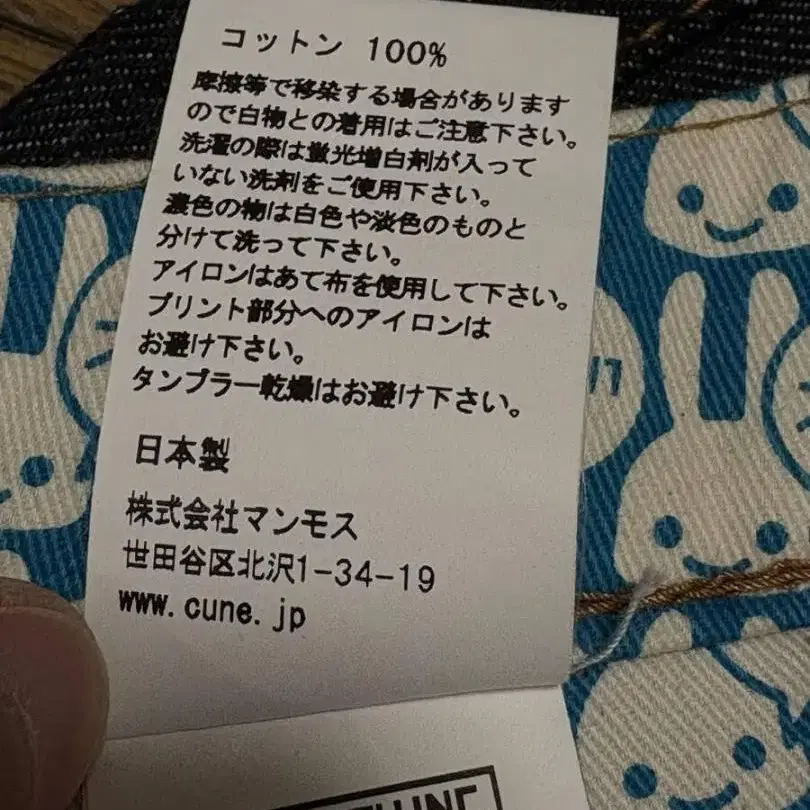 コットン 100%
摩擦等で移染する場合があります
ので白物との着用はご注意下さい。
洗濯の際は蛍光増白剤が入って
いない洗剤をご使用下さい。
濃色の物は白色や淡色のものと
分けて洗って下さい。
アイロンはあて布を使用して下さい。
プリント部分へのアイロンは
お避け下さい。
タンブラー乾燥はお避け下さい。
日本製
株式会社マンモス
世田谷区北沢1-34-19
www.cune.jp